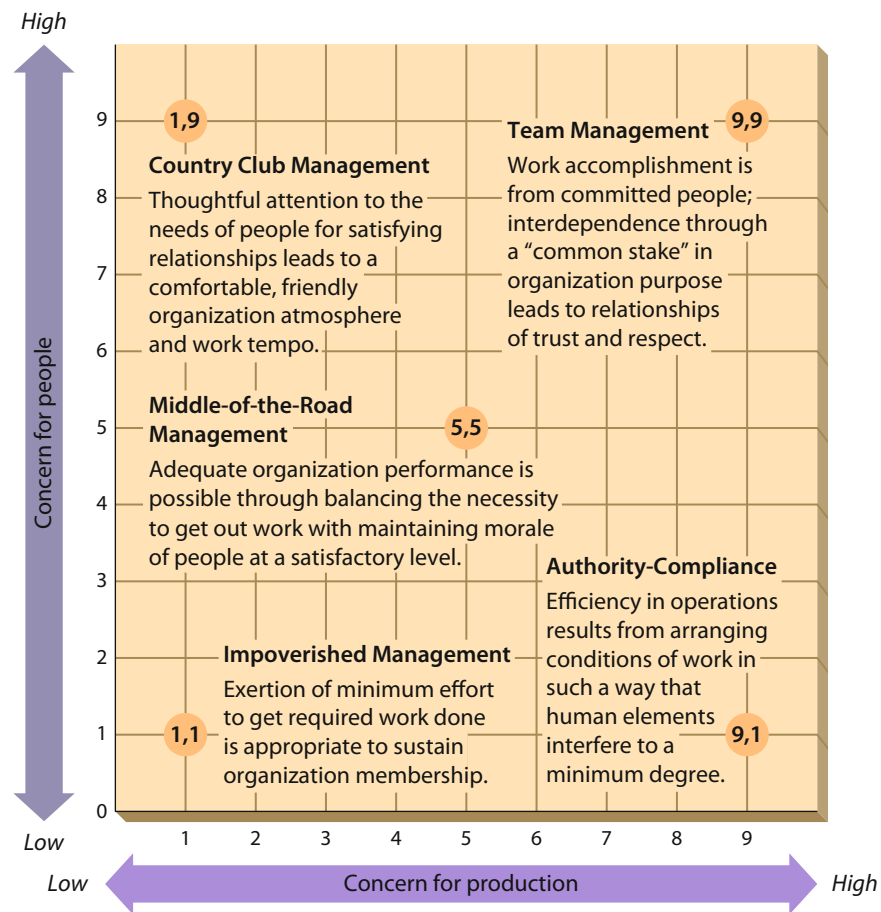 High
9
8
7
6
5
4
3
2
1
0
Low
Concern for people
1,9
Country Club Management
Thoughtful attention to the
needs of people for satisfying
relationships leads to a
comfortable, friendly
organization atmosphere
and work tempo.
Team Management
9,9
Work accomplishment is
from committed people;
interdependence through
a “common stake” in
organization purpose
leads to relationships
of trust and respect.
Middle-of-the-Road
Management
5,5
Adequate organization performance is
possible through balancing the necessity
to get out work with maintaining morale
of people at a satisfactory level.
Impoverished Management
Exertion of minimum effort
to get required work done
is appropriate to sustain
organization membership.
1,1
Authority-Compliance
Efficiency in operations
results from arranging
conditions of work in
such a way that
human elements
interfere to a
minimum degree.
9,1
1 2 3 4 5 6 7 8 9
Low Concern for production High